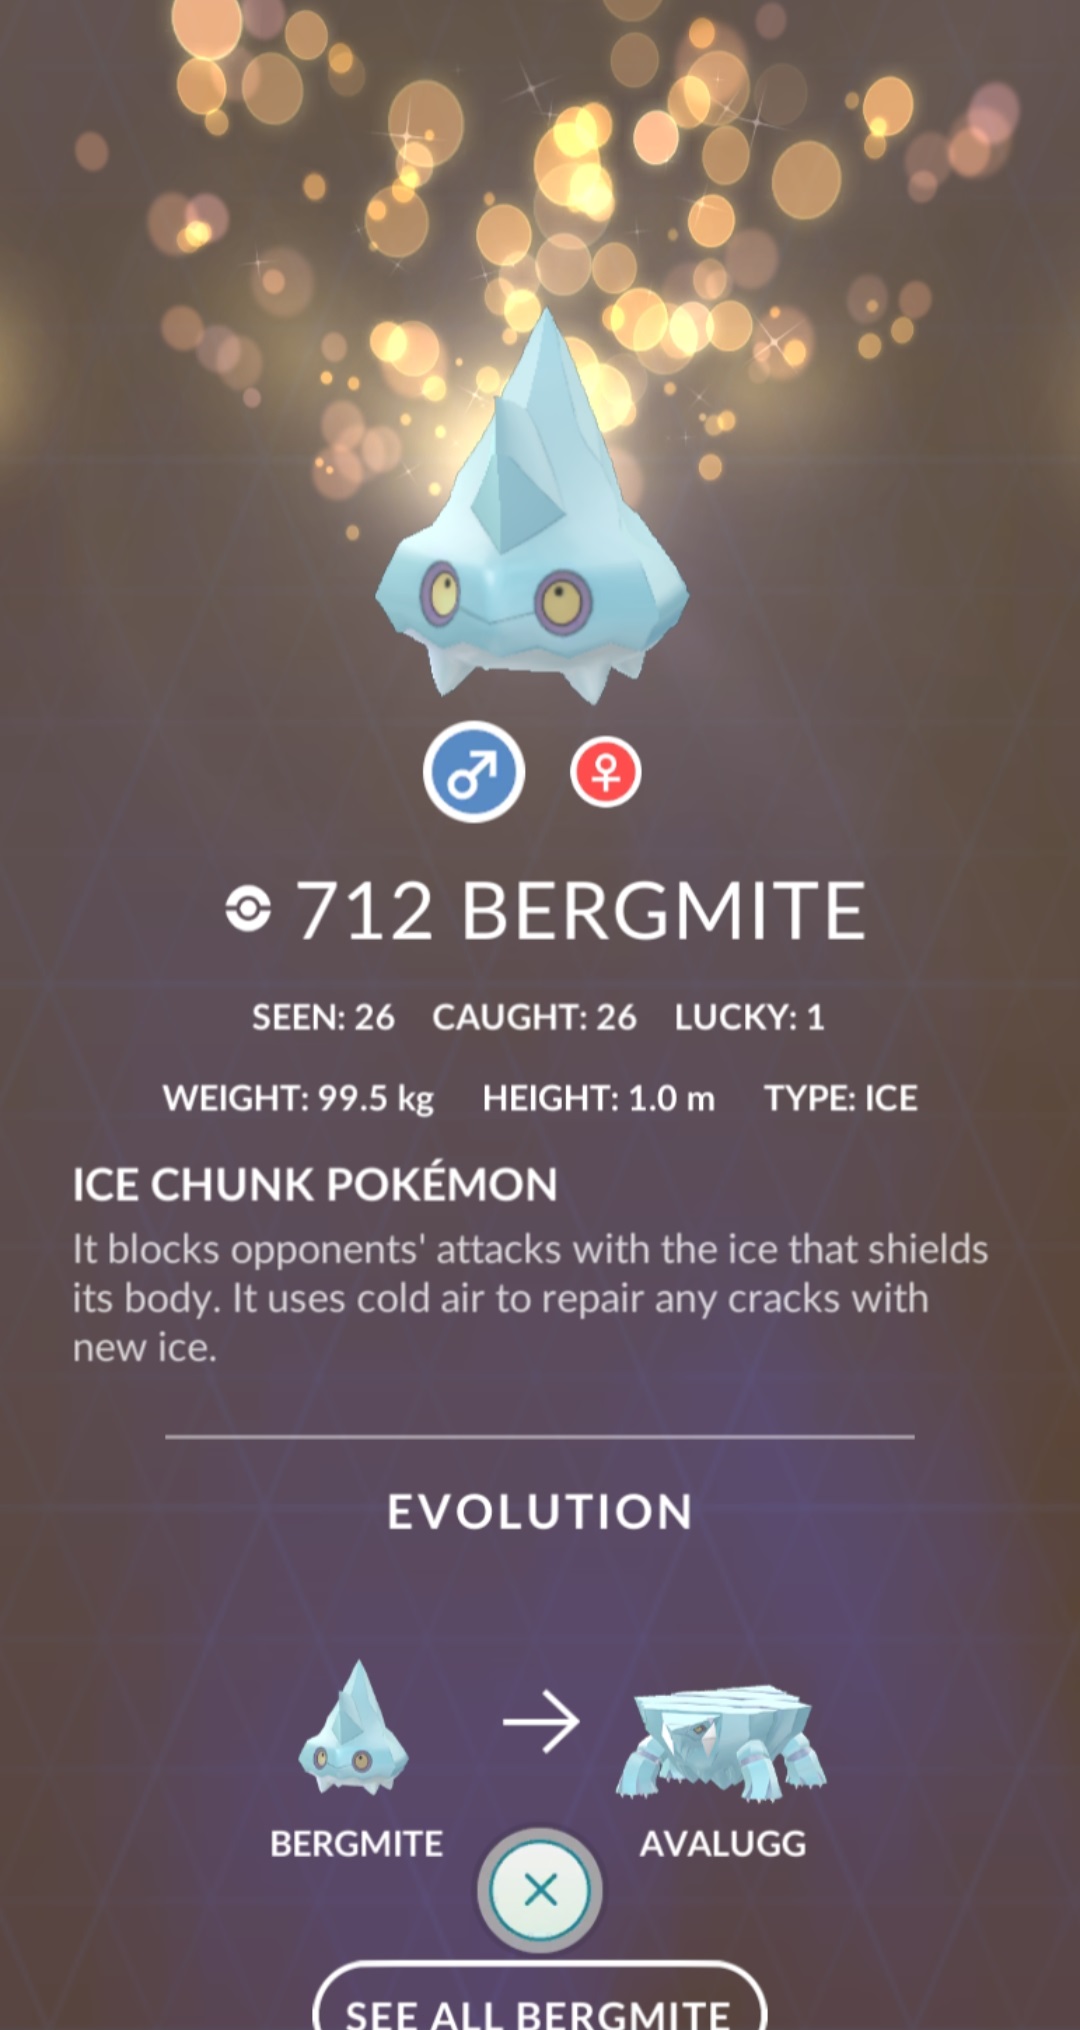 712 BERGMITE
SEEN: 26 CAUGHT: 26 LUCKY: 1
WEIGHT: 99.5 kg HEIGHT: 1.0 m TYPE: ICE
ICE CHUNK POKÉMON
It blocks opponents' attacks with the ice that shields
its body. It uses cold air to repair any cracks with
new ice.
EVOLUTION
BERGMITE AVALUGG
SEE ALL BERGMITE